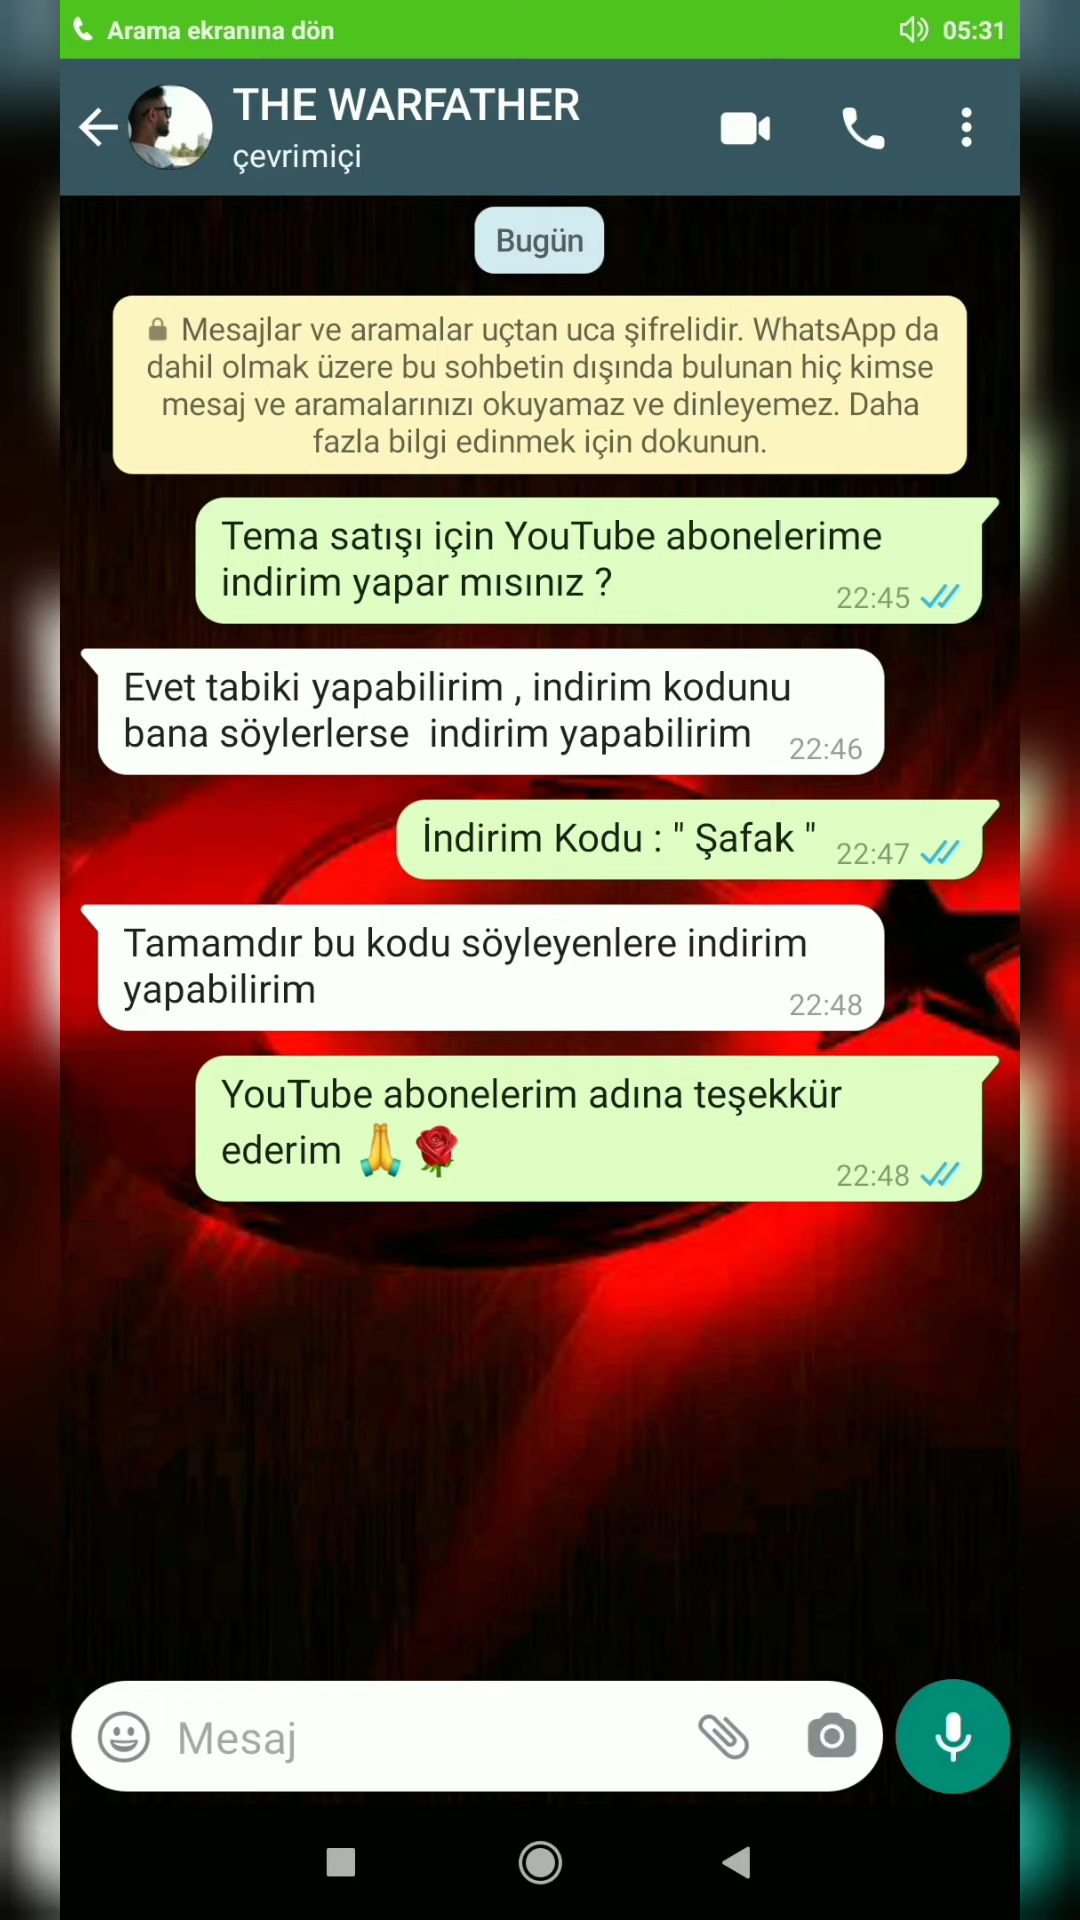 Arama ekranına dön
05:31
THE WARFATHER
çevrimiçi
Bugün
Mesajlar ve aramalar uçtan uca şifrelidir. WhatsApp da
dahil olmak üzere bu sohbetin dışında bulunan hiç kimse
mesaj ve aramalarınızı okuyamaz ve dinleyemez. Daha
fazla bilgi edinmek için dokunun.
Tema satışı için YouTube abonelerime
indirim yapar mısınız ?
22:45
Evet tabiki yapabilirim , indirim kodunu
bana söylerlerse  indirim yapabilirim
22:46
İndirim Kodu : " Şafak "
22:47
Tamamdır bu kodu söyleyenlere indirim
yapabilirim
22:48
YouTube abonelerim adına teşekkür
ederim 🙏🌹
22:48
Mesaj